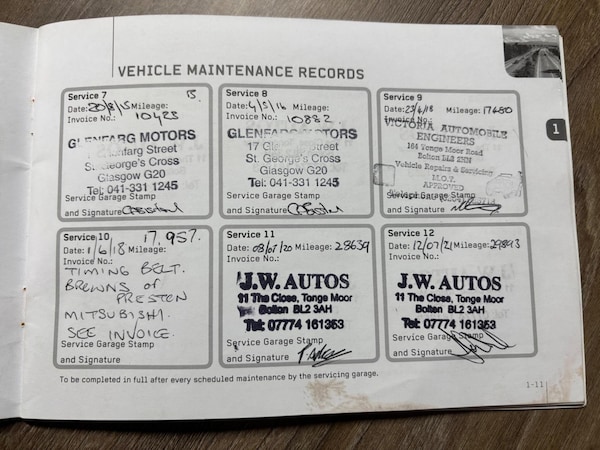 VEHICLE MAINTENANCE RECORDS
Service 7 15.
Date: 20/8/15 Mileage:
Invoice No.: 10423
GLENFARG MOTORS
Glenfarg Street
St. George's Cross
Glasgow G20
Tel: 041-331 1245
Service Garage Stamp
and Signature
Service 8
Date: 4/5/16 Mileage:
Invoice No.: 10882
GLENFARG MOTORS
17 Street
St. George's Cross
Glasgow G20
Tel: 041-331 1245
Service Garage Stamp
and Signature
Service 9
Date: 23/4/18 Mileage: 17480
Invoice No.:
VICTORIA AUTOMOBILE
ENGINEERS
164 Tonge Moor Road
Bolton BL2 2HN
Vehicle Repairs & Servicing
M.O.T.
APPROVED
Service Garage Stamp
and Signature
1
Service 10 17,957.
Date: 1/6/18 Mileage:
Invoice No.:
TIMING BELT.
BROWNS OF
PRESTON
MITSUBISHI.
SEE INVOICE.
Service Garage Stamp
and Signature
Service 11
Date: 08/01/20 Mileage: 28639
Invoice No.:
J.W. AUTOS
11 The Close, Tonge Moor
Bolton BL2 3AH
Tel: 07774 161353
Service Garage Stamp
and Signature
Service 12
Date: 12/07/21 Mileage: 29893
Invoice No.:
J.W. AUTOS
11 The Close, Tonge Moor
Bolton BL2 3AH
Tel: 07774 161353
Service Garage Stamp
and Signature
To be completed in full after every scheduled maintenance by the servicing garage.
1-11